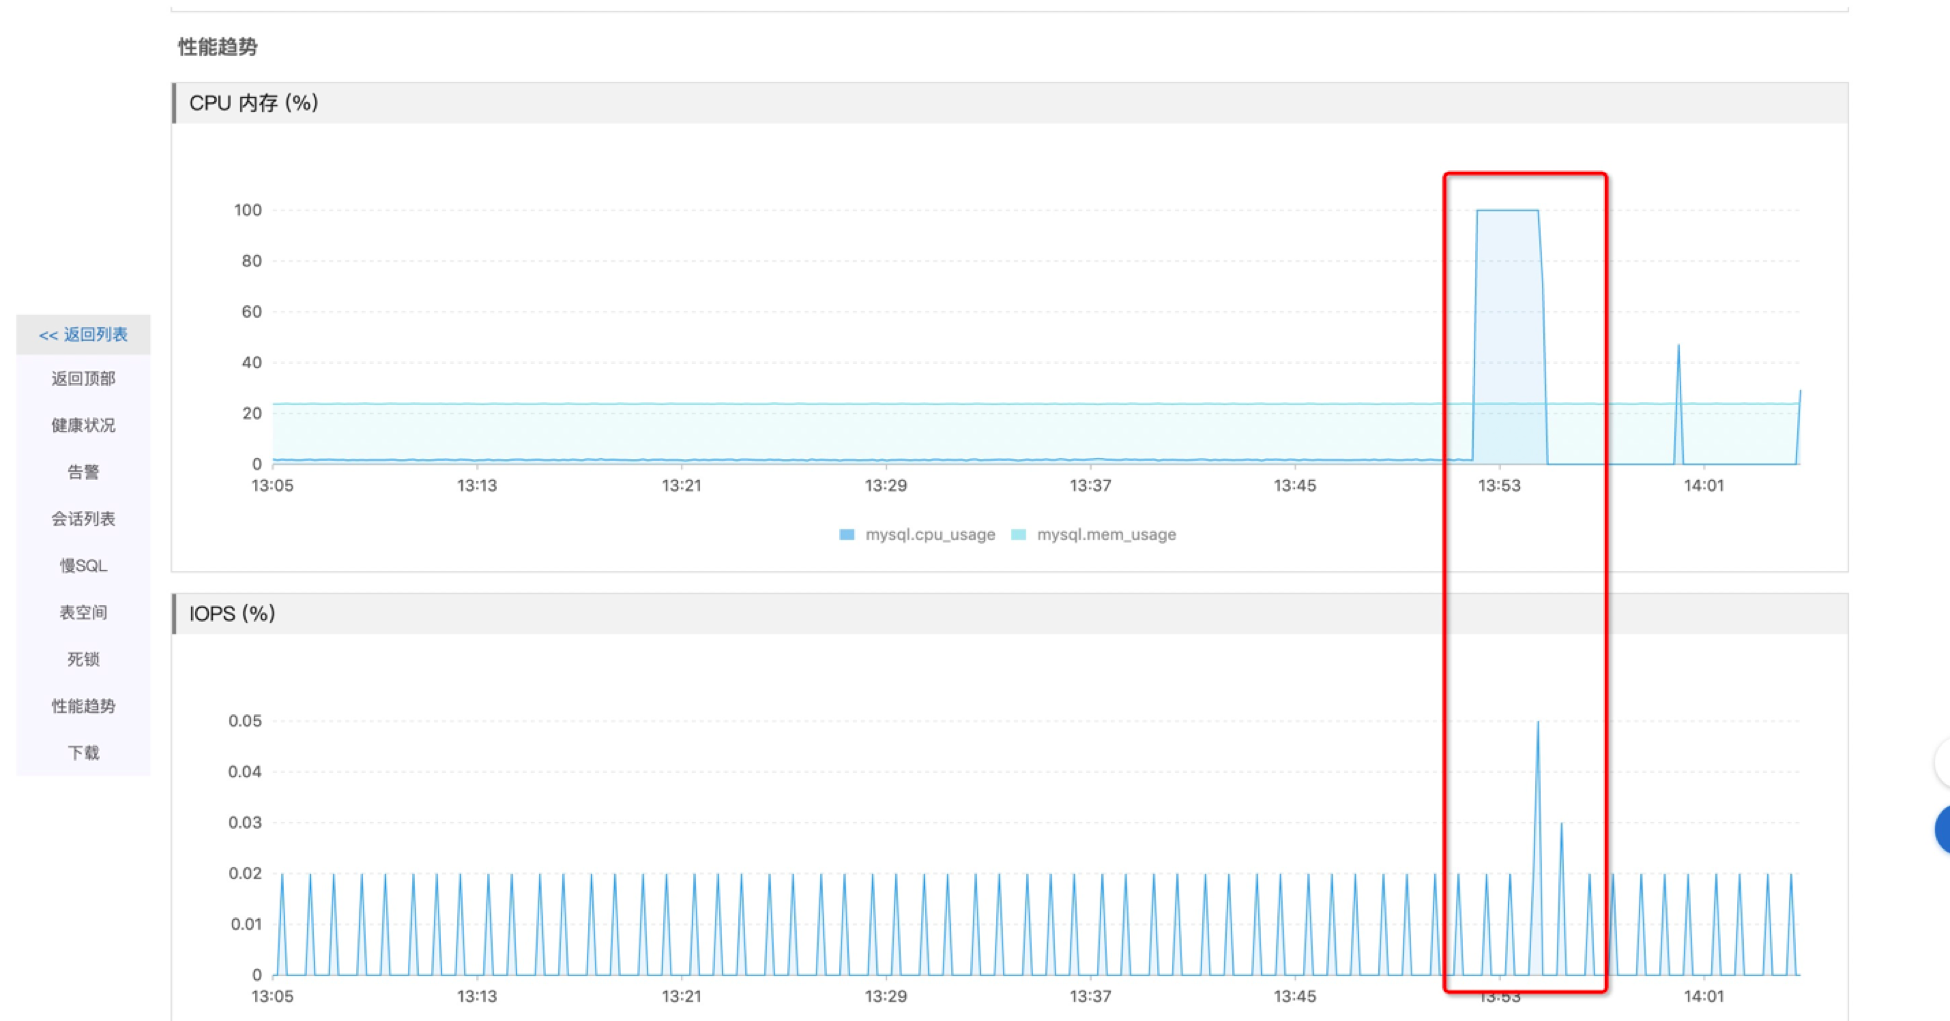 性能趋势
CPU 内存 (%)
100
80
60
40
20
0
13:05 13:13 13:21 13:29 13:37 13:45 13:53 14:01
mysql.cpu_usage mysql.mem_usage
<< 返回列表
返回顶部
健康状况
告警
会话列表
慢SQL
表空间
死锁
性能趋势
下载
IOPS (%)
0.05
0.04
0.03
0.02
0.01
0
13:05 13:13 13:21 13:29 13:37 13:45 13:53 14:01